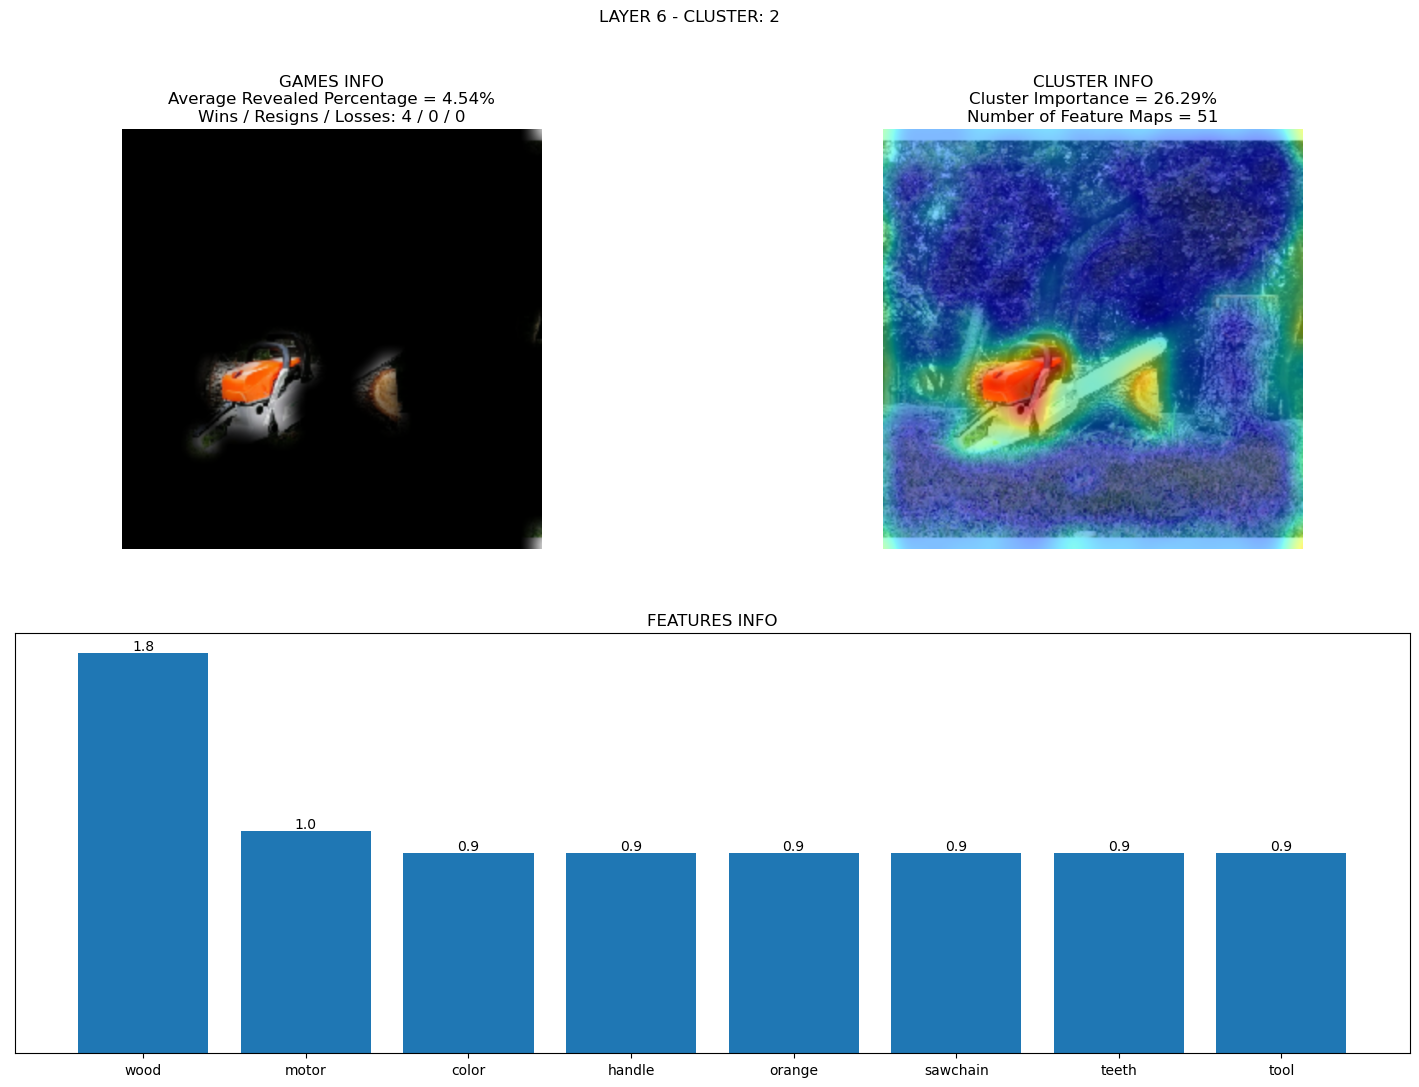 LAYER 6 - CLUSTER: 2
GAMES INFO
Average Revealed Percentage = 4.54%
Wins / Resigns / Losses: 4 / 0 / 0
CLUSTER INFO
Cluster Importance = 26.29%
Number of Feature Maps = 51
FEATURES INFO
1.8
1.0
0.9
0.9
0.9
0.9
0.9
0.9
wood
motor
color
handle
orange
sawchain
teeth
tool